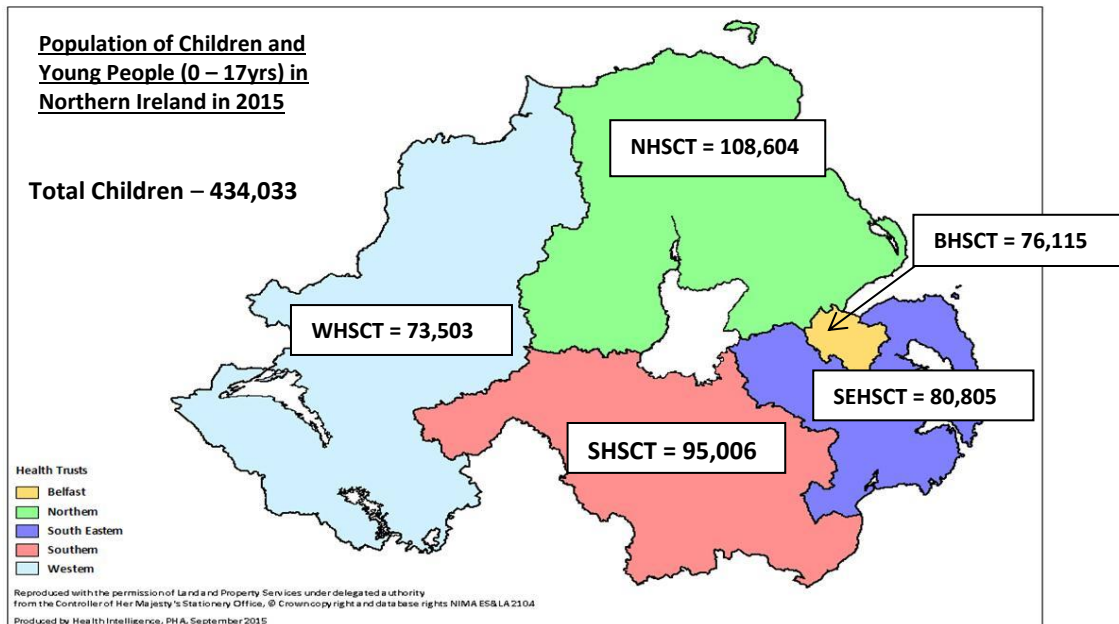 Population of Children and
Young People (0 – 17yrs) in
Northern Ireland in 2015
Total Children – 434,033
NHSCT = 108,604
BHSCT = 76,115
WHSCT = 73,503
SEHSCT = 80,805
SHSCT = 95,006
Health Trusts
Belfast
Northern
South Eastern
Southern
Western
Reproduced with the permission of Land and Property Services under delegated authority
from the Controller of Her Majesty's Stationery Office, © Crown copyright and database rights NIMA ES&LA210.4
Produced by Health Intelligence, PHA, September 2015